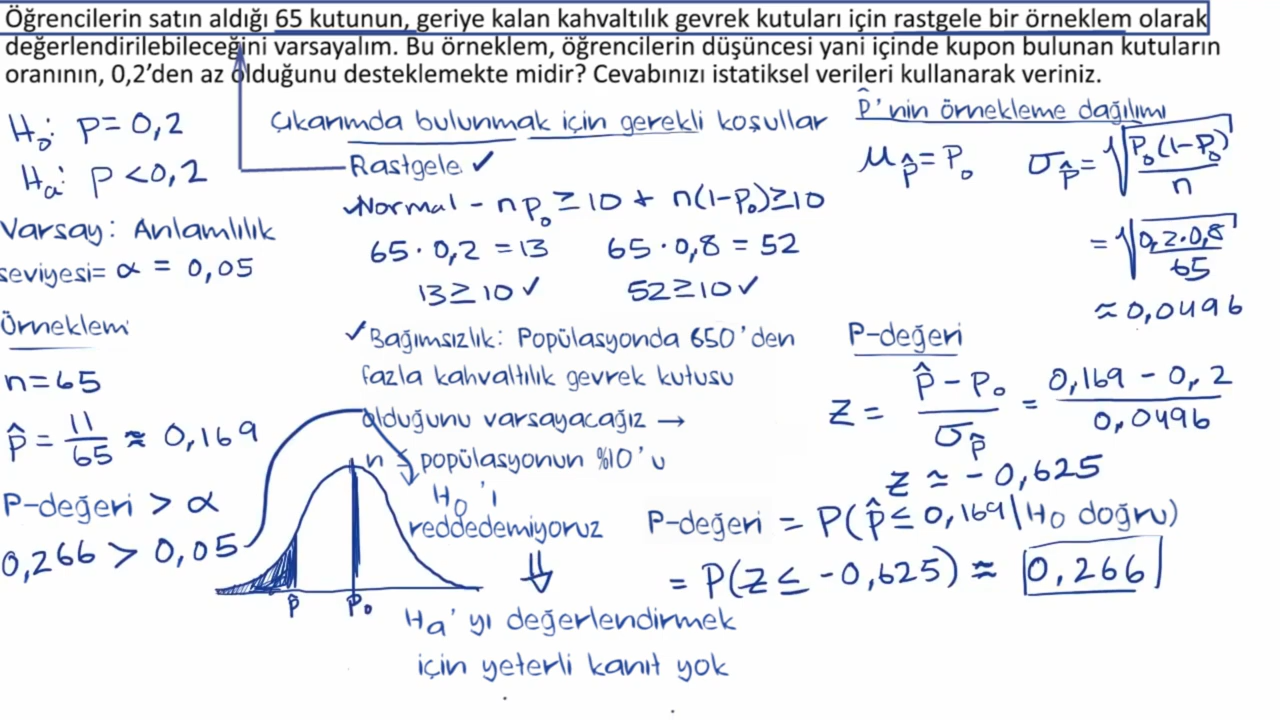 Öğrencilerin satın aldığı 65 kutunun, geriye kalan kahvaltılık gevrek kutuları için rastgele bir örneklem olarak
değerlendirilebileceğini varsayalım. Bu örneklem, öğrencilerin düşüncesi yani içinde kupon bulunan kutuların
oranının, 0,2'den az olduğunu desteklemekte midir? Cevabınızı istatiksel verileri kullanarak veriniz.
H₀: p = 0,2
Hₐ: p < 0,2
Varsay: Anlamlılık
seviyesi = α = 0,05
Örneklem
n = 65
p̂ = 11/65 ≈ 0,169
P-değeri > α
0,266 > 0,05
Çıkarımda bulunmak için gerekli koşullar
Rastgele ✓
✓Normal - np₀ ≥ 10 + n(1-P₀) ≥ 10
65 · 0,2 = 13 65 · 0,8 = 52
13 ≥ 10 ✓ 52 ≥ 10 ✓
✓Bağımsızlık: Popülasyonda 650'den
fazla kahvaltılık gevrek kutusu
olduğunu varsayacağız →
n → popülasyonun %10'u
H₀'ı
reddedemiyoruz
⇓
p̂ P₀
Hₐ'yı değerlendirmek
için yeterli kanıt yok
p̂'nin örnekleme dağılımı
μp̂ = P₀ σp̂ = √(P₀(1-P₀)/n)
= √(0,2·0,8/65)
≈ 0,0496
P-değeri
Z = (p̂ - P₀)/σp̂ = (0,169 - 0,2)/0,0496
Z ≈ -0,625
P-değeri = P(p̂ ≤ 0,169 | H₀ doğru)
= P(Z ≤ -0,625) ≈ 0,266